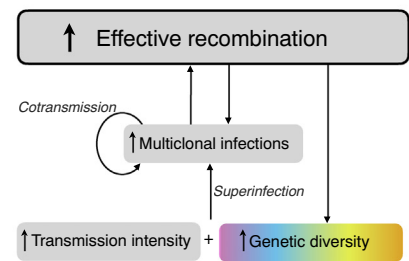 Effective recombination
Cotransmission
Multiclonal infections
Superinfection
Transmission intensity + Genetic diversity